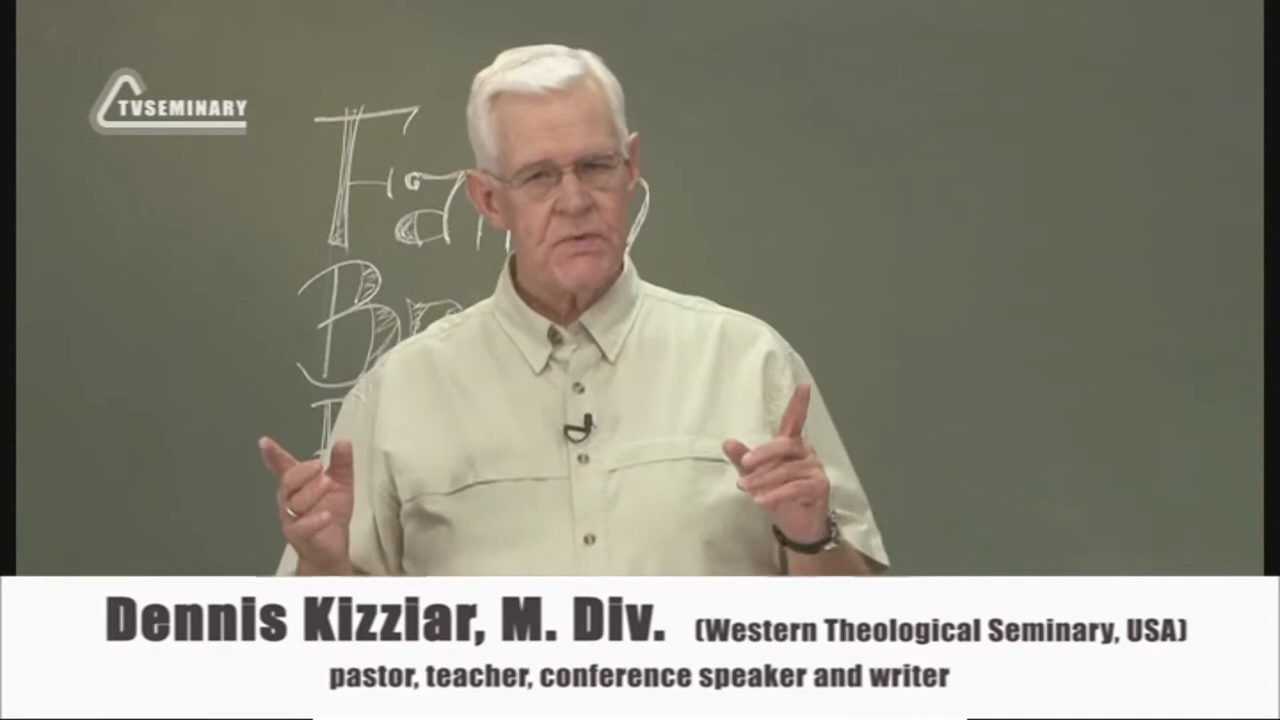 TVSEMINARY
Dennis Kizziar, M. Div. (Western Theological Seminary, USA)
pastor, teacher, conference speaker and writer